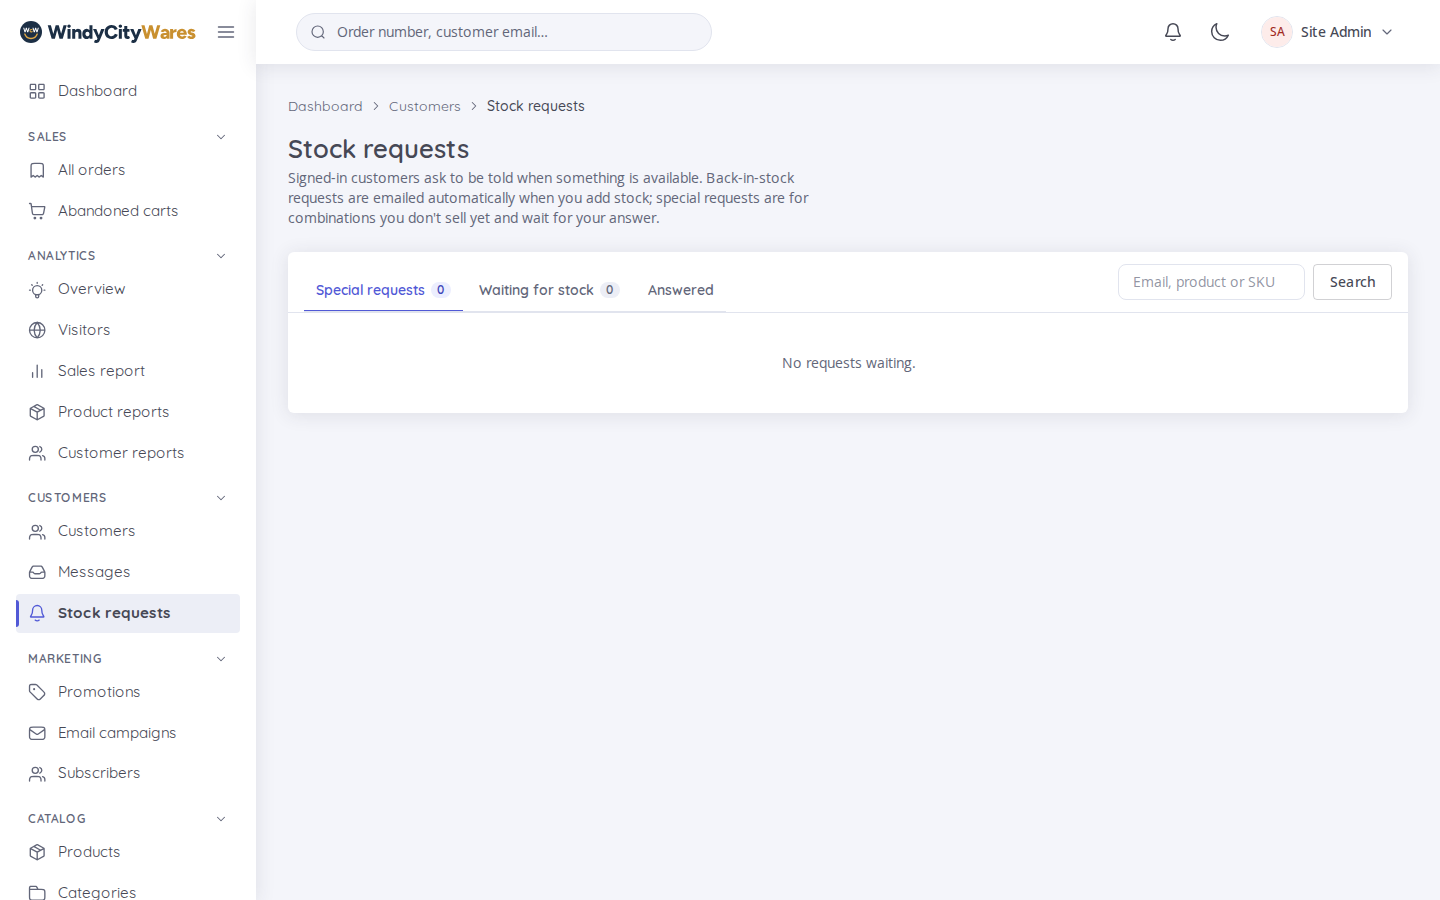 WindyCityWares
Order number, customer email...
SA
Site Admin
Dashboard
SALES
All orders
Abandoned carts
ANALYTICS
Overview
Visitors
Sales report
Product reports
Customer reports
CUSTOMERS
Customers
Messages
Stock requests
MARKETING
Promotions
Email campaigns
Subscribers
CATALOG
Products
Categories
Dashboard > Customers > Stock requests
Stock requests
Signed-in customers ask to be told when something is available. Back-in-stock
requests are emailed automatically when you add stock; special requests are for
combinations you don't sell yet and wait for your answer.
Special requests 0 Waiting for stock 0 Answered
Email, product or SKU
Search
No requests waiting.